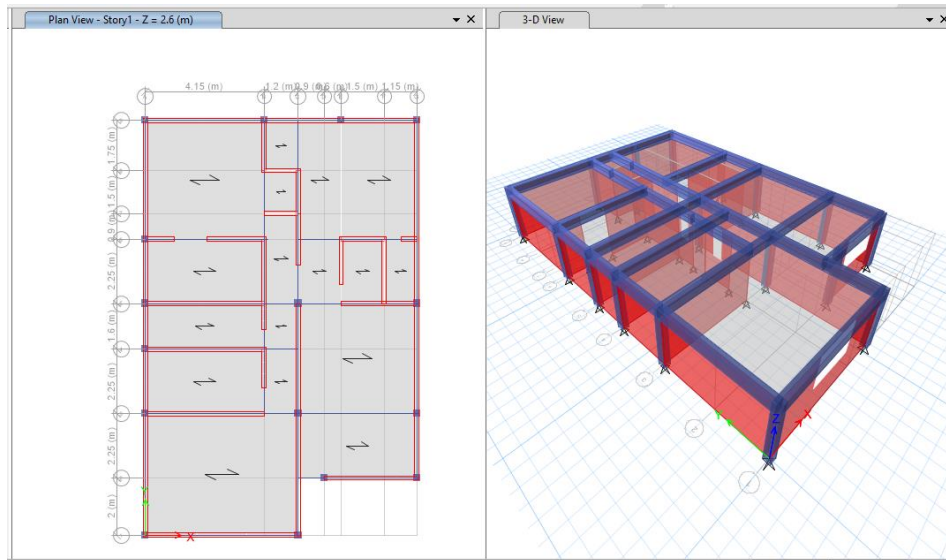 Plan View - Story1 - Z = 2.6 (m)
3-D View
4.15 (m)
1.2 (m)
1.5 (m)
1.15 (m)
1.75 (m)
1.5 (m)
2.25 (m)
1.6 (m)
2.25 (m)
2.25 (m)
2 (m)
Y
X
Y
Z
X